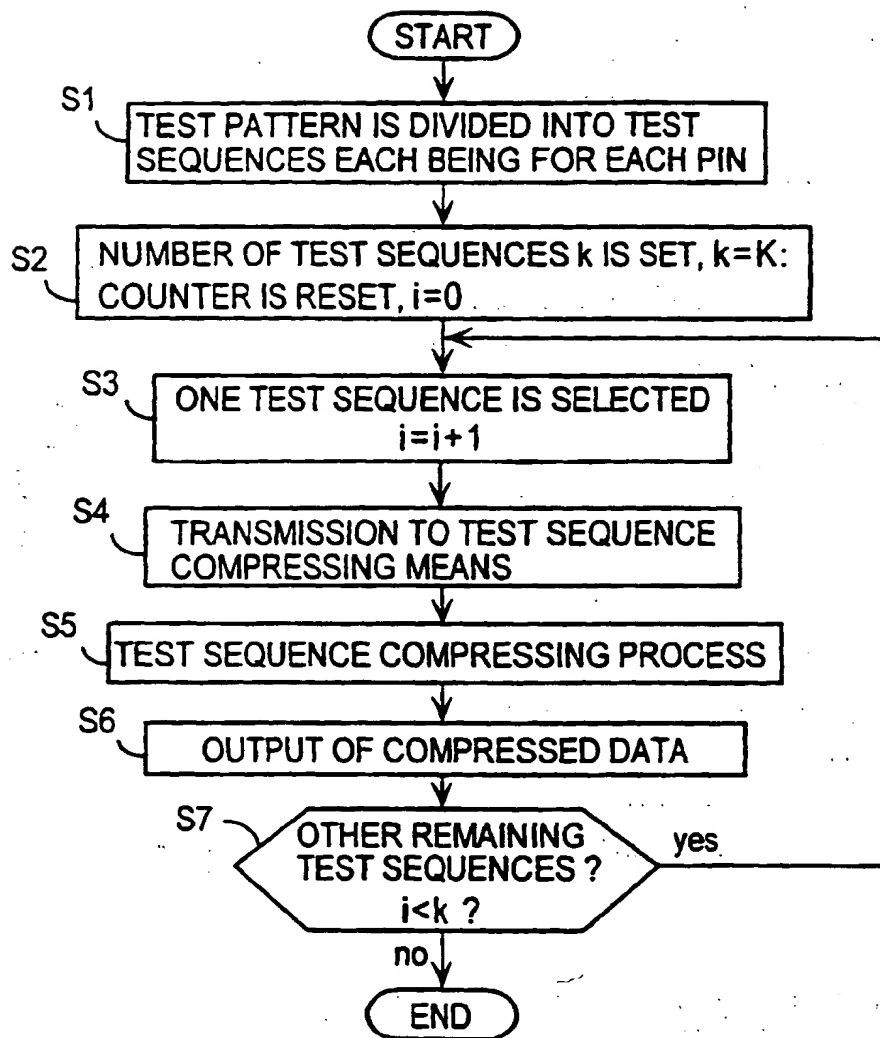 START
S1
TEST PATTERN IS DIVIDED INTO TEST
SEQUENCES EACH BEING FOR EACH PIN
S2
NUMBER OF TEST SEQUENCES k IS SET, k=K:
COUNTER IS RESET, i=0
S3
ONE TEST SEQUENCE IS SELECTED
i=i+1
S4
TRANSMISSION TO TEST SEQUENCE
COMPRESSING MEANS
S5
TEST SEQUENCE COMPRESSING PROCESS
S6
OUTPUT OF COMPRESSED DATA
S7
OTHER REMAINING
TEST SEQUENCES ?
i<k ?
yes
no
END